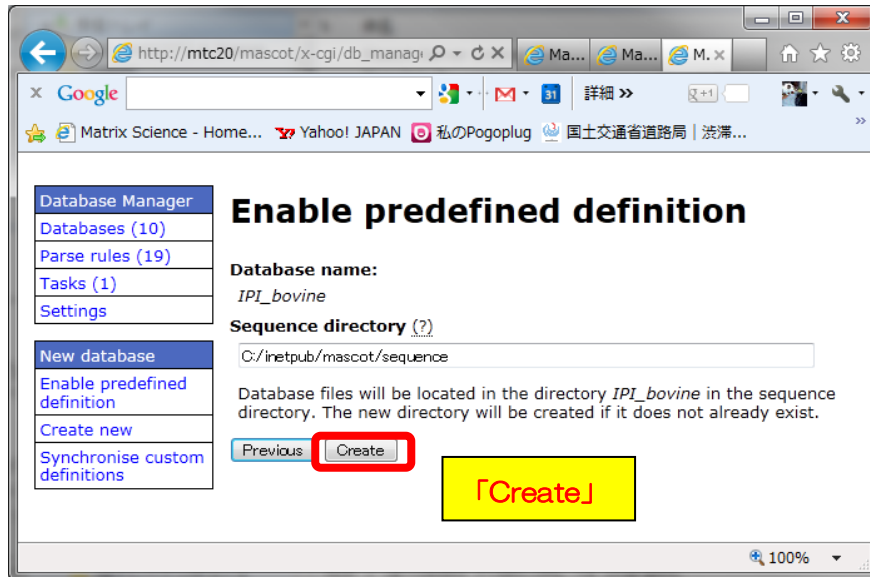 http://mtc20/mascot/x-cgi/db_manag
Ma...
Ma...
M.
Google
詳細 »
Matrix Science - Home...
Yahoo! JAPAN
私のPogoplug
国土交通省道路局│渋滞...
Database Manager
Databases (10)
Parse rules (19)
Tasks (1)
Settings
New database
Enable predefined
definition
Create new
Synchronise custom
definitions
Enable predefined definition
Database name:
IPI_bovine
Sequence directory (?)
C:/inetpub/mascot/sequence
Database files will be located in the directory IPI_bovine in the sequence
directory. The new directory will be created if it does not already exist.
Previous
Create
「Create」
100%